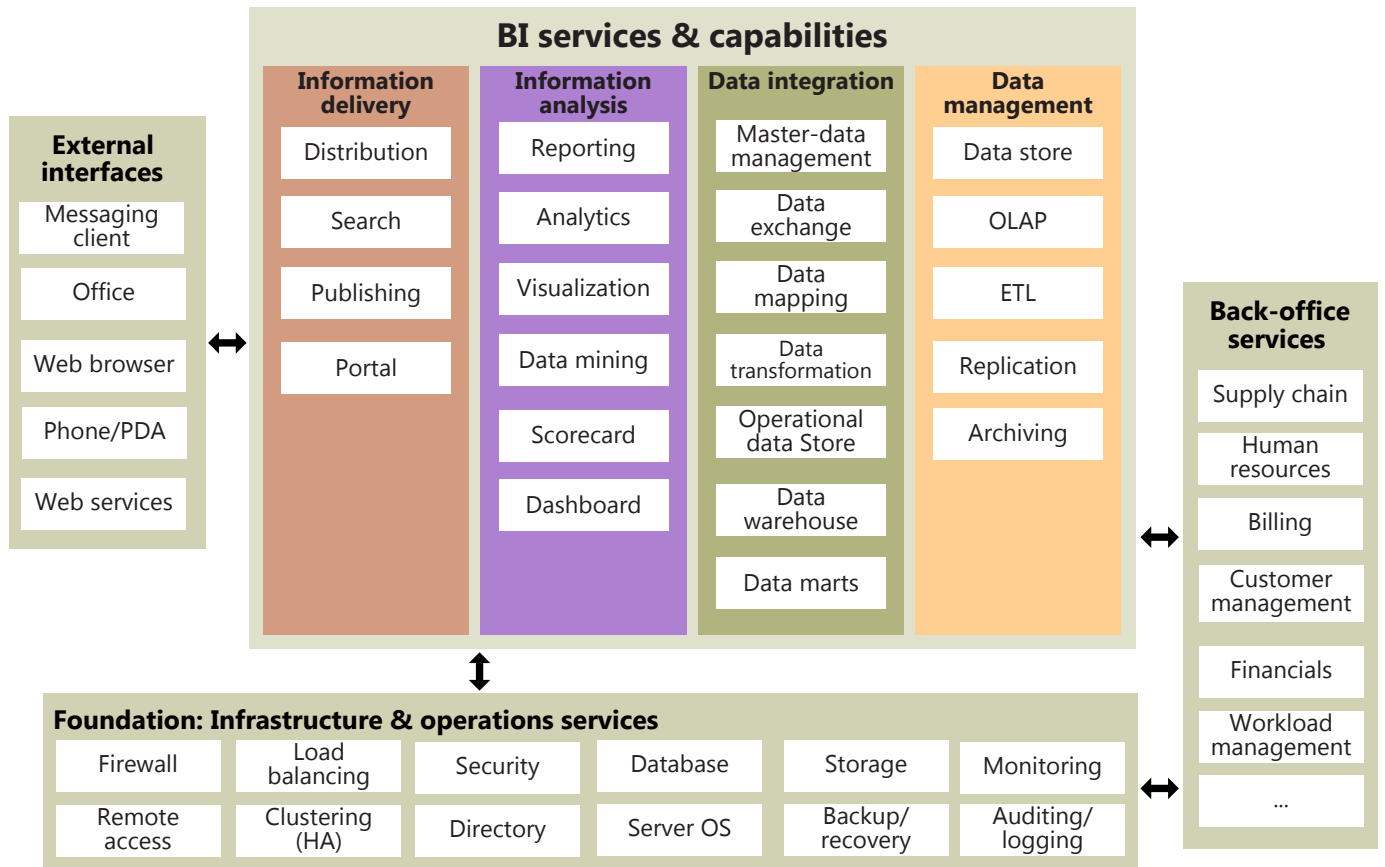 BI services & capabilities
External
interfaces
Messaging
client
Office
Web browser
Phone/PDA
Web services
Information
delivery
Distribution
Search
Publishing
Portal
Information
analysis
Reporting
Analytics
Visualization
Data mining
Scorecard
Dashboard
Data integration
Master-data
management
Data
exchange
Data
mapping
Data
transformation
Operational
data Store
Data
warehouse
Data marts
Data
management
Data store
OLAP
ETL
Replication
Archiving
Back-office
services
Supply chain
Human
resources
Billing
Customer
management
Financials
Workload
management
...
Foundation: Infrastructure & operations services
Firewall
Load
balancing
Security
Database
Storage
Monitoring
Remote
access
Clustering
(HA)
Directory
Server OS
Backup/
recovery
Auditing/
logging